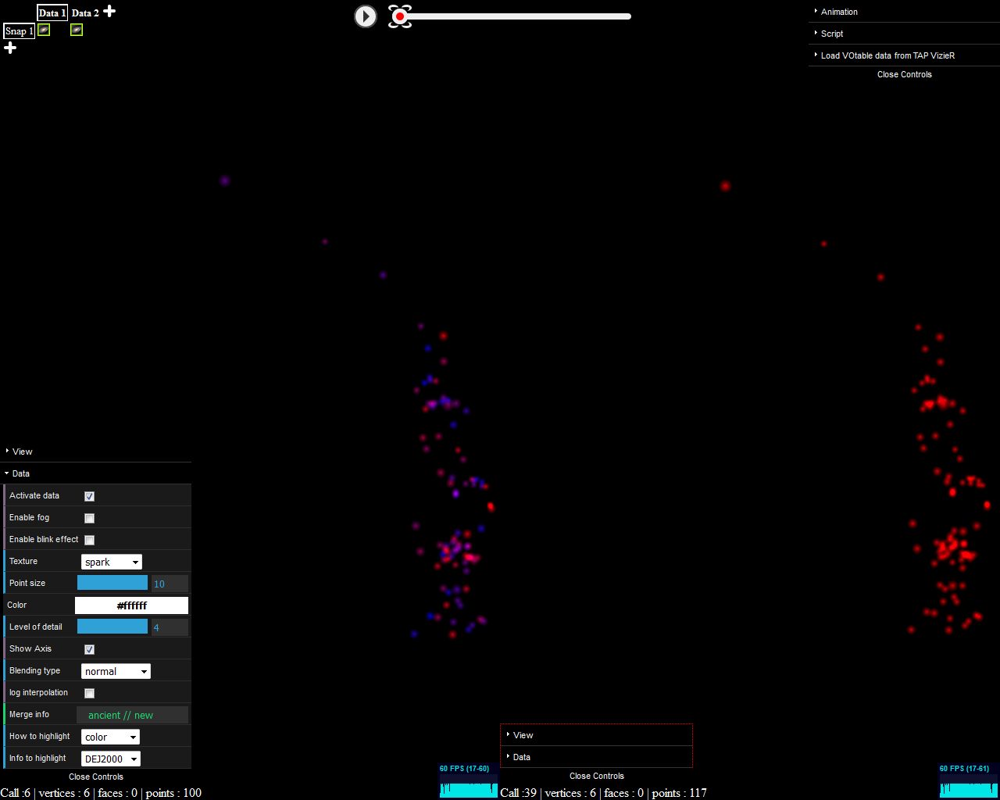 Data 1 Data 2
Snap 1
Animation
Script
Load VOtable data from TAP VizieR
Close Controls
View
Data
Activate data
Enable fog
Enable blink effect
Texture spark
Point size 10
Color #ffffff
Level of detail 4
Show Axis
Blending type normal
log interpolation
Merge info ancient // new
How to highlight color
Info to highlight DEJ2000
Close Controls
60 FPS (17-60)
Call :6 | vertices : 6 | faces : 0 | points : 100
View
Data
Close Controls
60 FPS (17-61)
Call :39 | vertices : 6 | faces : 0 | points : 117